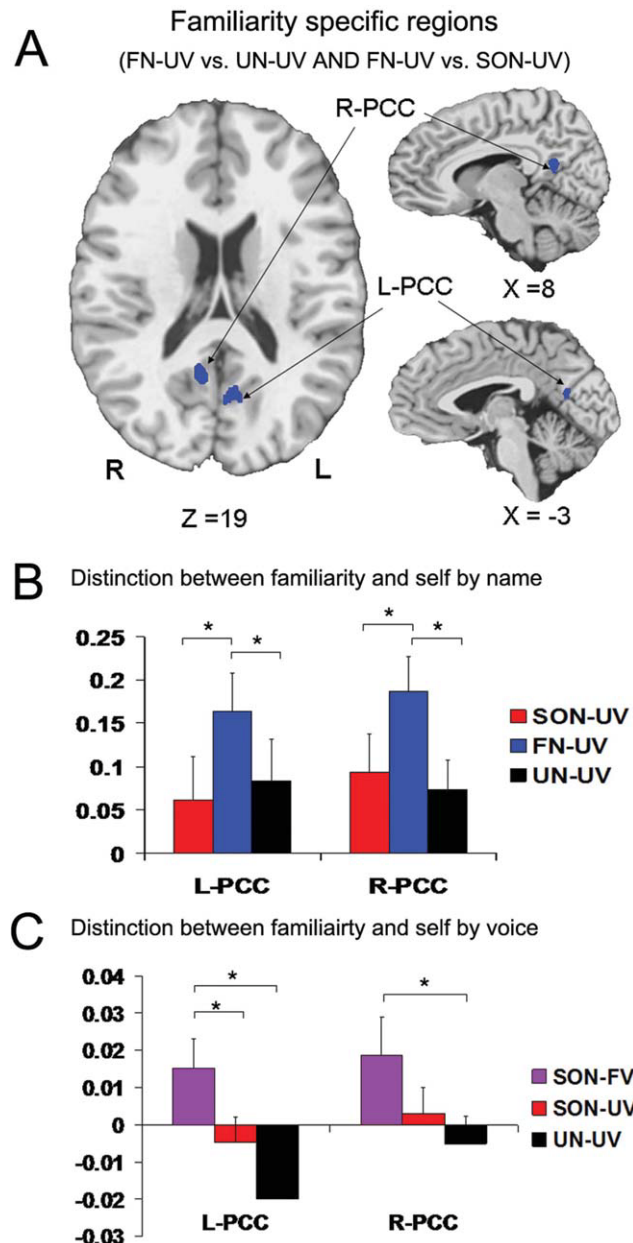 Familiarity specific regions
A
(FN-UV vs. UN-UV AND FN-UV vs. SON-UV)
R-PCC
X =8
L-PCC
R
L
Z =19
X = -3
B Distinction between familiarity and self by name
* * * *
0.25
0.2
0.15
0.1
0.05
0
SON-UV
FN-UV
UN-UV
L-PCC R-PCC
C Distinction between familiairty and self by voice
* * *
0.04
0.03
0.02
0.01
0
-0.01
-0.02
-0.03
SON-FV
SON-UV
UN-UV
L-PCC R-PCC